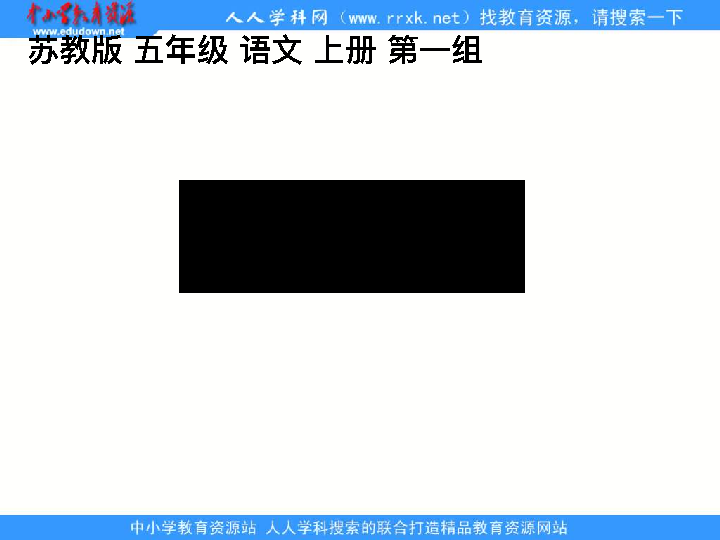 中小学教育资源
www.edudown.net
人人学科网（www.rrxk.net）找教育资源，请搜索一下
苏教版 五年级 语文 上册 第一组
中小学教育资源站 人人学科搜索的联合打造精品教育资源网站